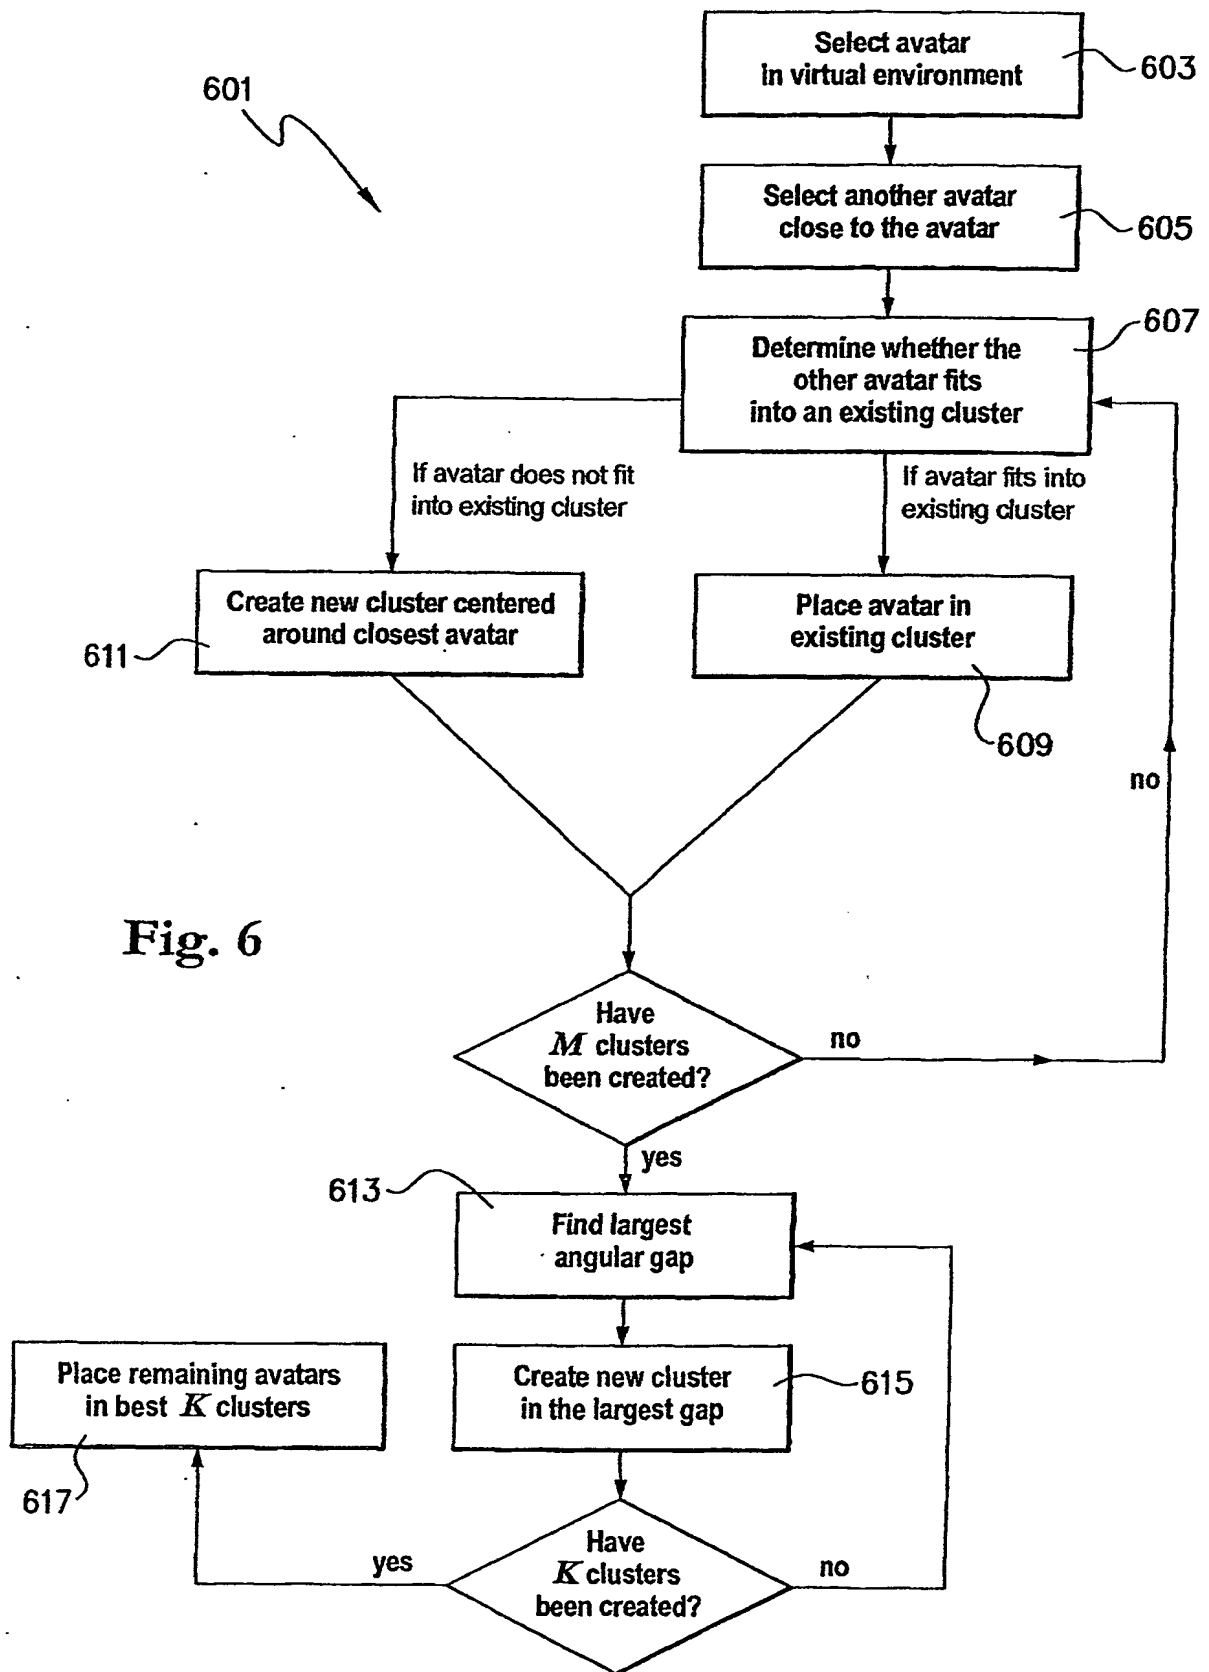 Select avatar
in virtual environment
603
601
Select another avatar
close to the avatar
605
607
Determine whether the
other avatar fits
into an existing cluster
If avatar does not fit
into existing cluster
If avatar fits into
existing cluster
Create new cluster centered
around closest avatar
611
Place avatar in
existing cluster
609
no
Fig. 6
Have
M clusters
been created?
no
yes
613
Find largest
angular gap
Create new cluster
in the largest gap
615
Place remaining avatars
in best K clusters
617
Have
K clusters
been created?
yes
no